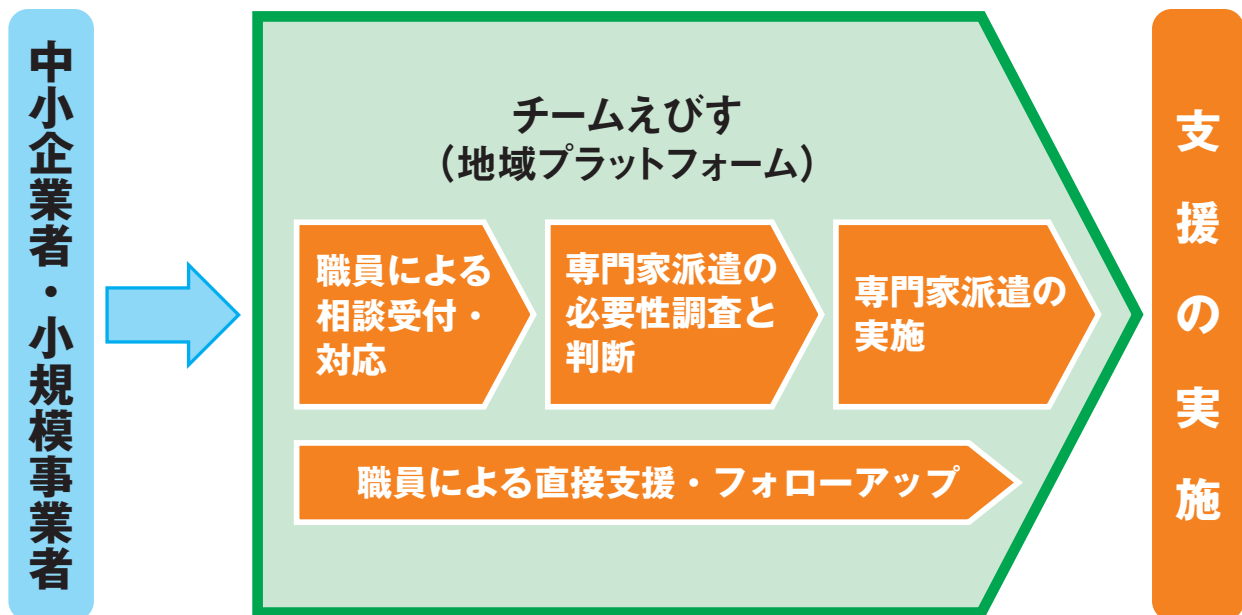 中小企業者・小規模事業者
チームえびす
（地域プラットフォーム）
職員による
相談受付・
対応
専門家派遣の
必要性調査と
判断
専門家派遣の
実施
職員による直接支援・フォローアップ
支援の実施